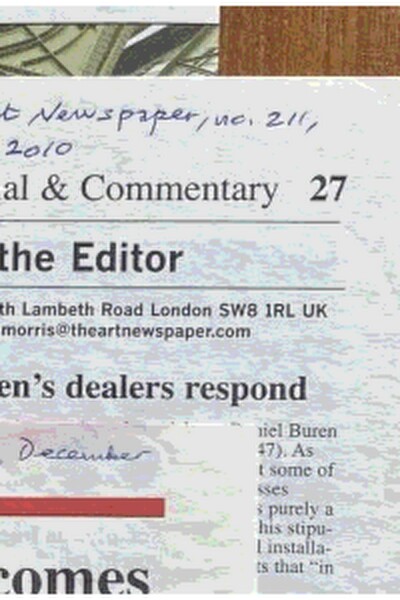 t Newspaper, no. 211,
2010
ial & Commentary 27
the Editor
th Lambeth Road London SW8 1RL UK
morris@theartnewspaper.com
en's dealers respond
niel Buren
47). As
t some of
sses
s purely a
his stipu-
l installa-
ts that "in
December
comes